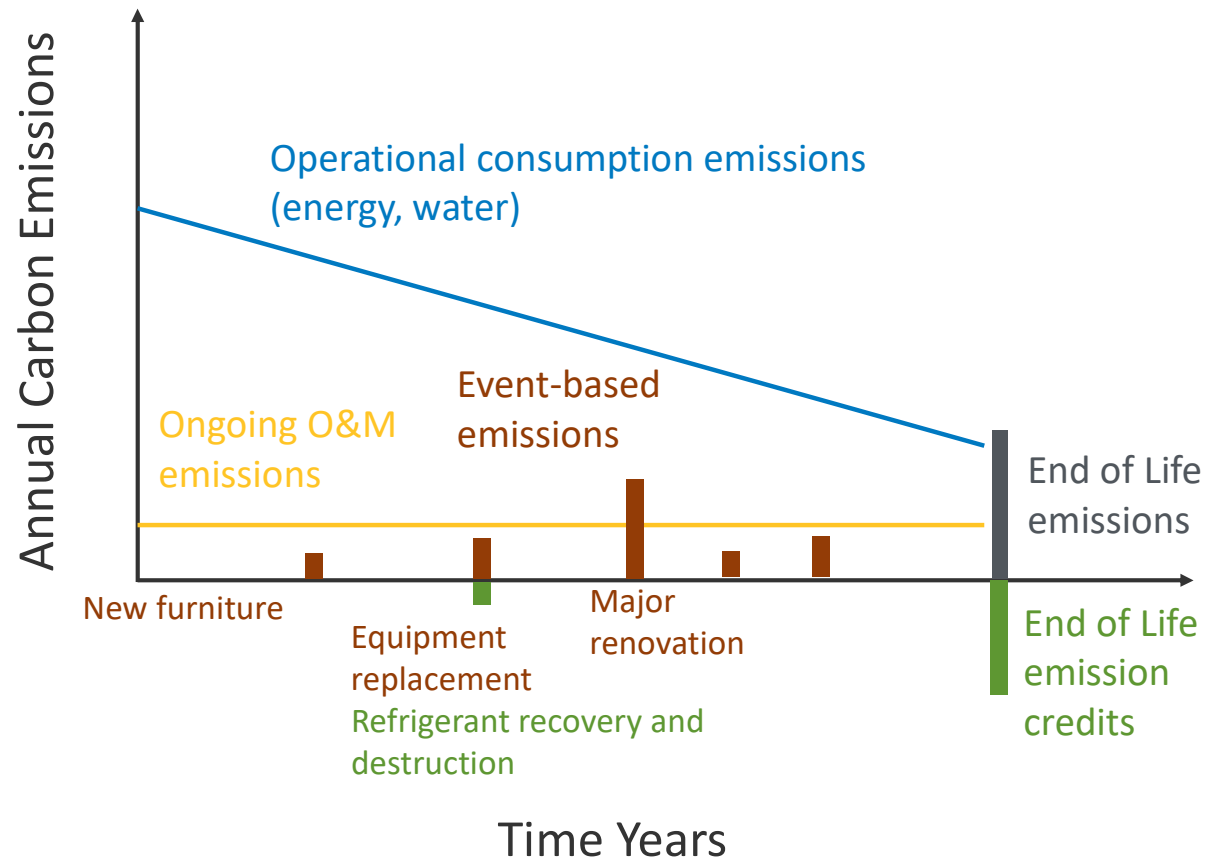 Annual Carbon Emissions
Operational consumption emissions
(energy, water)
Event-based
emissions
Ongoing O&M
emissions
End of Life
emissions
New furniture
Equipment
replacement
Refrigerant recovery and
destruction
Major
renovation
End of Life
emission
credits
Time Years